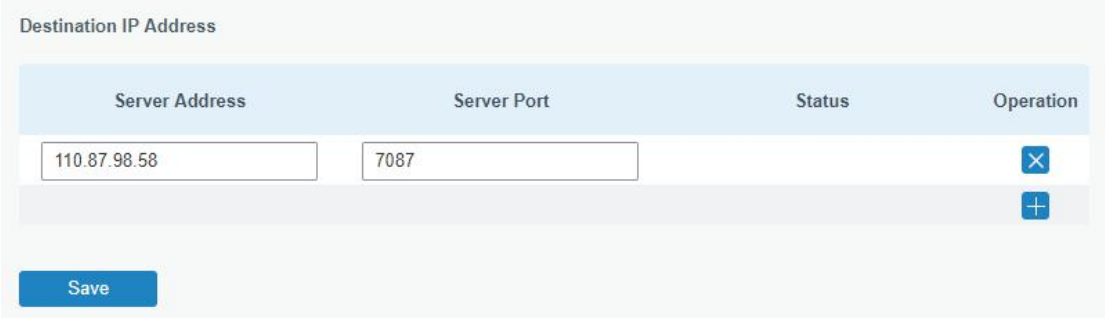 Destination IP Address
Server Address Server Port Status Operation
110.87.98.58 7087
Save